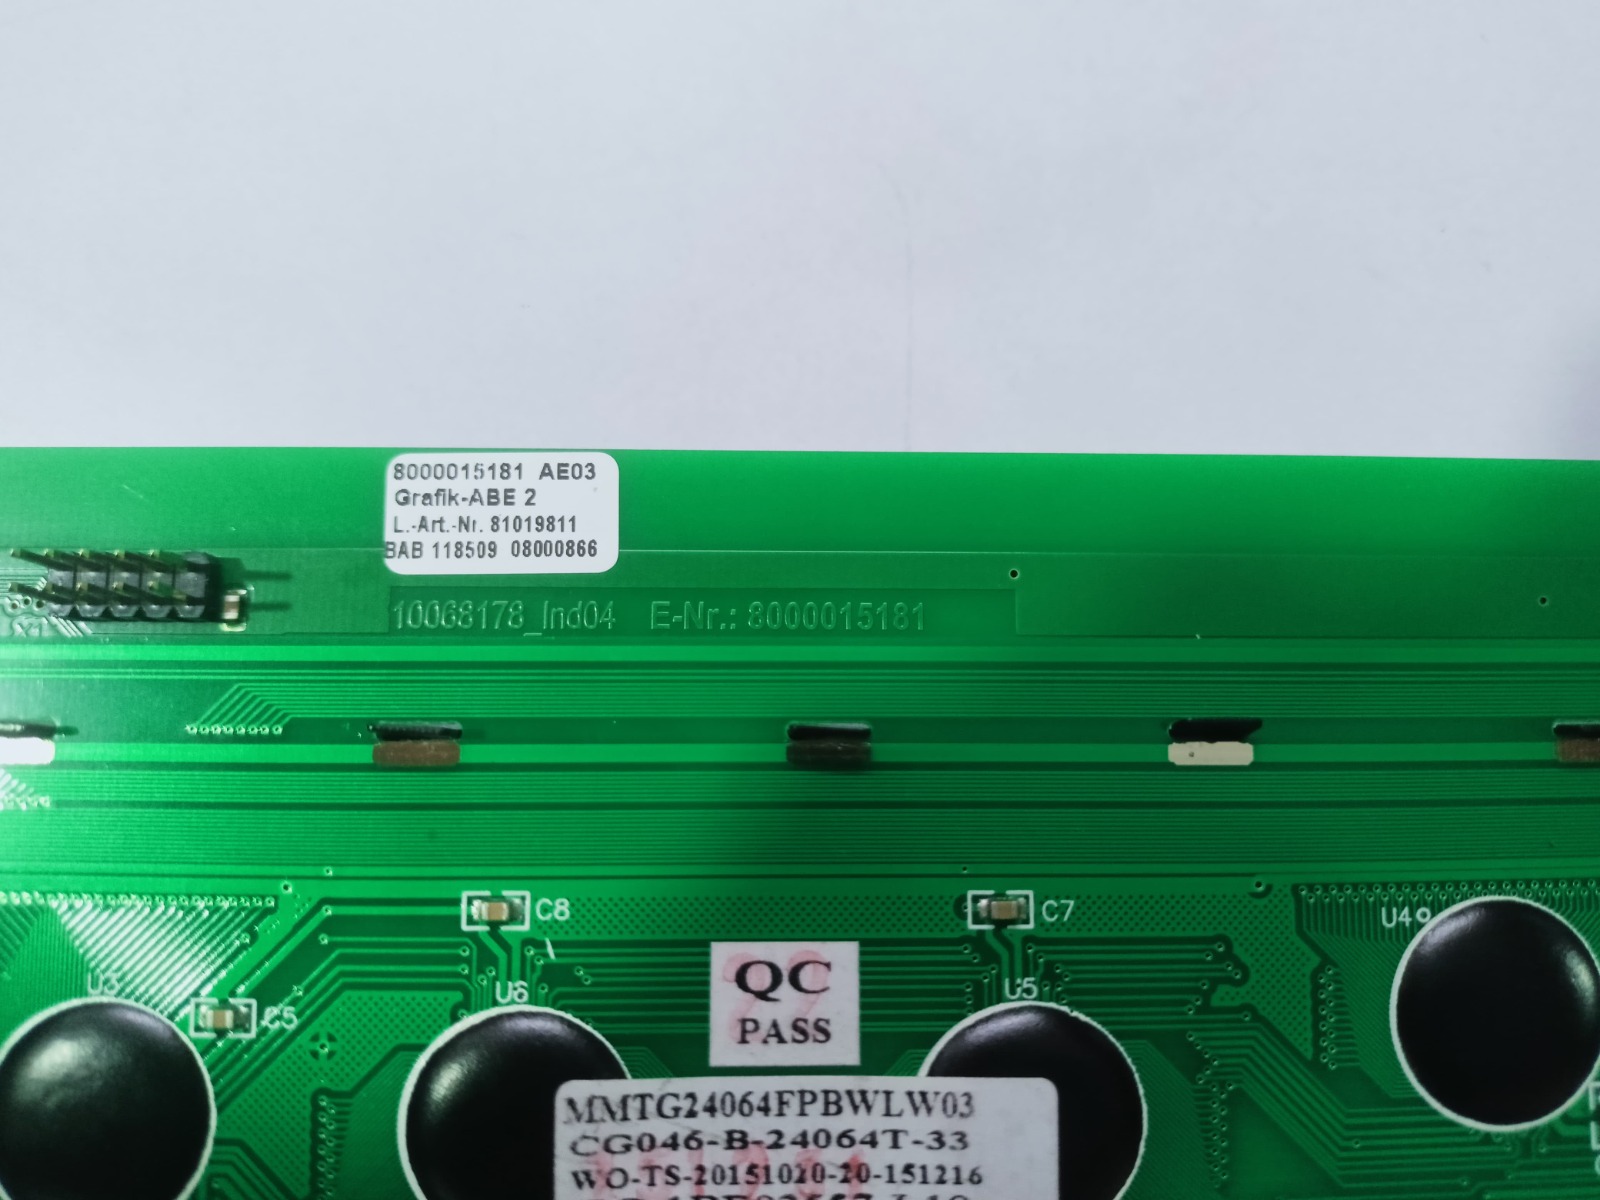 8000015181 AE03
Grafik-ABE 2
L.-Art.-Nr. 81019811
BAB 118509 08000866
10068178_Ind04 E-Nr.: 8000015181
C8
C7
U49
U3
C5
U6
U5
QC
PASS
MMTG24064FPBWLW03
CG046-B-24064T-33
WO-TS-20151020-20-151216